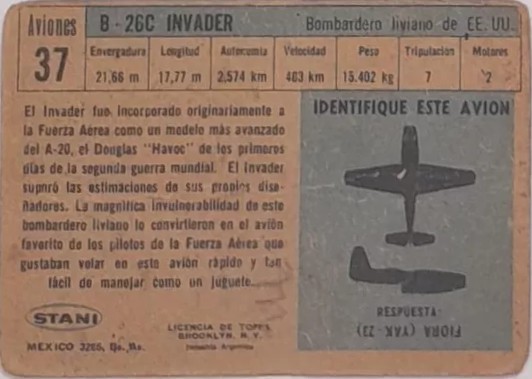 Aviones
37
B - 26C INVADER
Bombardero liviano de EE. UU.
Envergadura Longitud Autonomía Velocidad Peso Tripulación Motores
21,66 m 17,77 m 2.574 km 463 km 15.402 kg 7 2
El Invader fue incorporado originariamente a
la Fuerza Aérea como un modelo más avanzado
del A-20, el Douglas "Havoc" de los primeros
días de la segunda guerra mundial. El Invader
superó las estimaciones de sus propios dise-
ñadores. La magnífica invulnerabilidad de este
bombardero liviano lo convirtieron en el avión
favorito de los pilotos de la Fuerza Aérea que
gustaban volar en este avión rápido y tan
fácil de manejar como un juguete.
IDENTIFIQUE ESTE AVION
RESPUESTA
FIORA (YAK - 23)
STANI
MEXICO 3265, Bs. As.
LICENCIA DE TOPPS
BROOKLYN, N. Y.
Industria Argentina